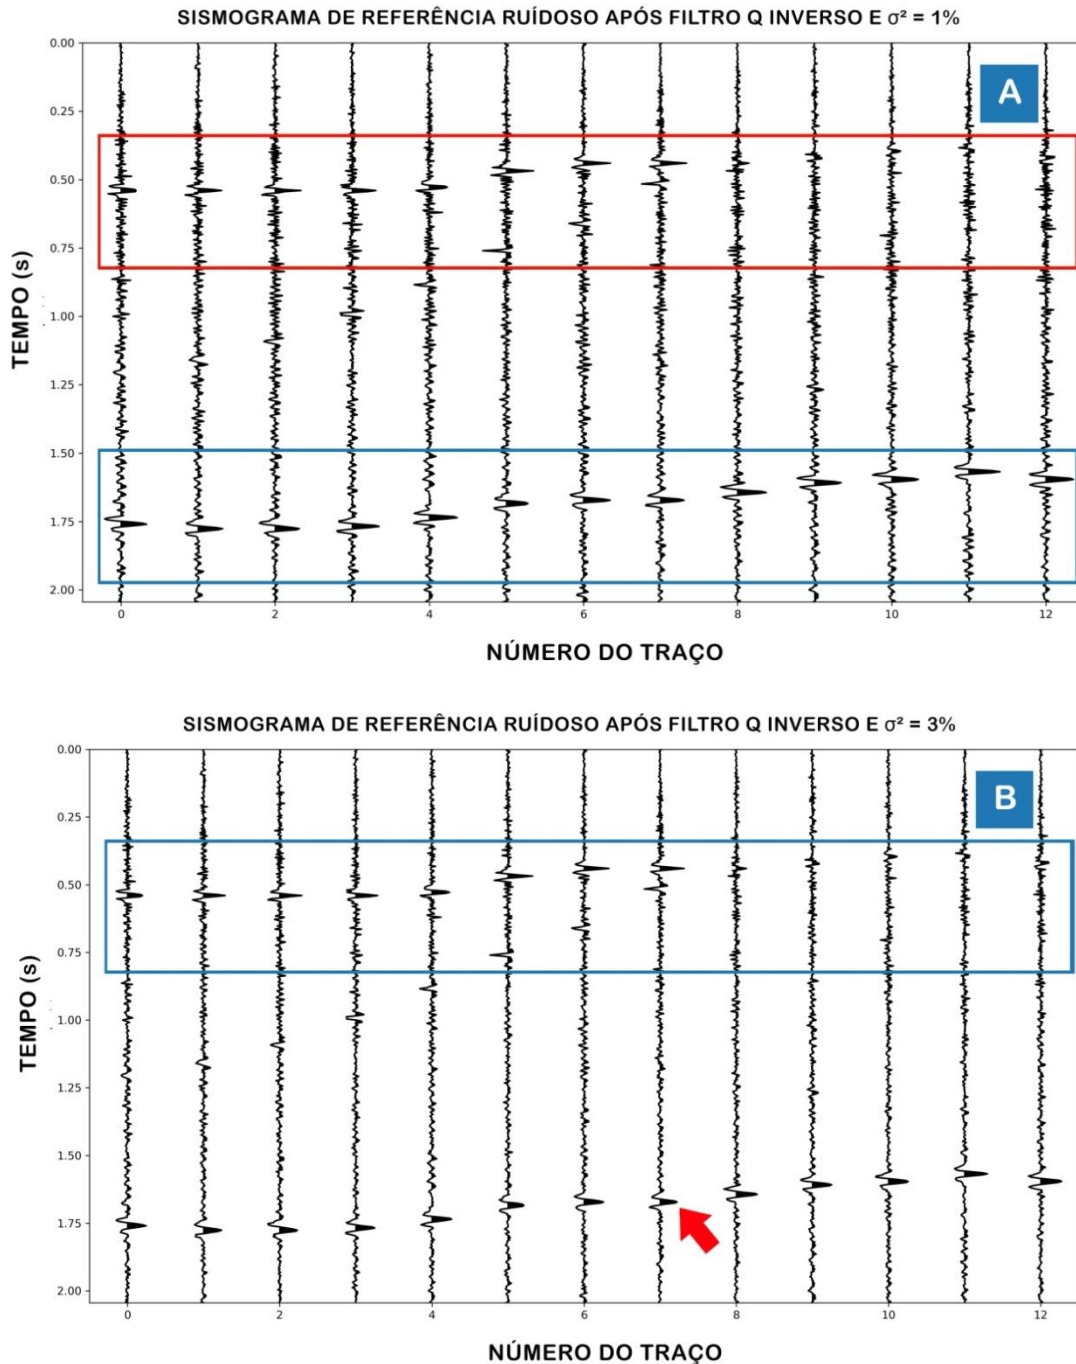 SISMOGRAMA DE REFERÊNCIA RUÍDOSO APÓS FILTRO Q INVERSO E σ² = 1%
A
0.00
0.25
0.50
0.75
1.00
1.25
1.50
1.75
2.00
TEMPO (s)
0 2 4 6 8 10 12
NÚMERO DO TRAÇO
SISMOGRAMA DE REFERÊNCIA RUÍDOSO APÓS FILTRO Q INVERSO E σ² = 3%
B
0.00
0.25
0.50
0.75
1.00
1.25
1.50
1.75
2.00
TEMPO (s)
0 2 4 6 8 10 12
NÚMERO DO TRAÇO